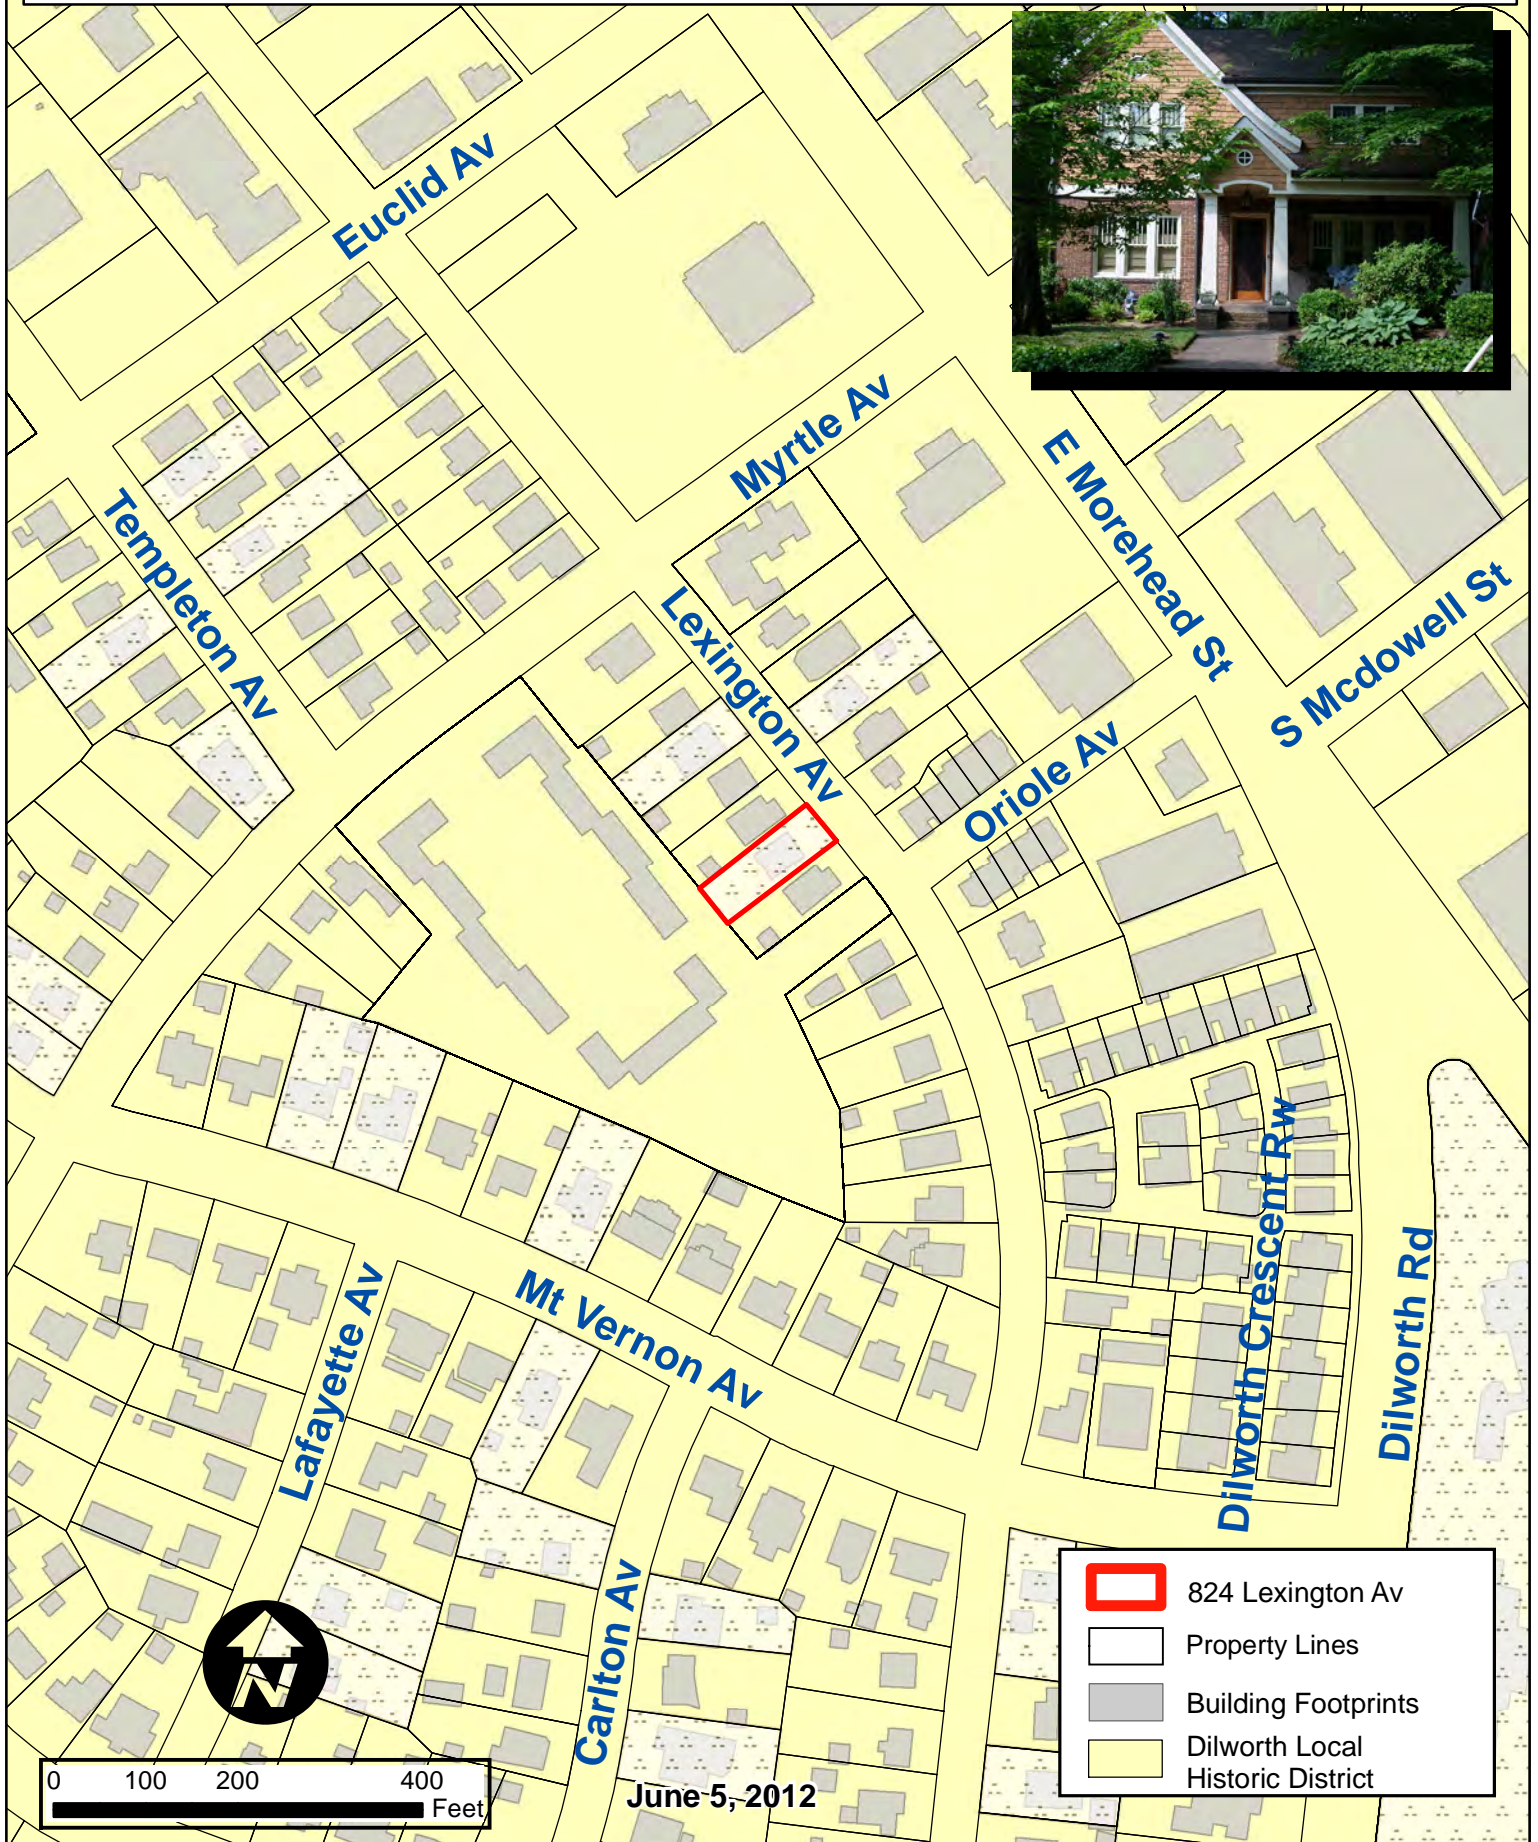 Euclid Av
Myrtle Av
E Morehead St
Templeton Av
Lexington Av
S Mcdowell St
Oriole Av
Dilworth Crescent Rw
Dilworth Rd
Mt Vernon Av
Lafayette Av
Carlton Av
824 Lexington Av
Property Lines
Building Footprints
Dilworth Local
Historic District
N
0 100 200 400
Feet
June 5, 2012